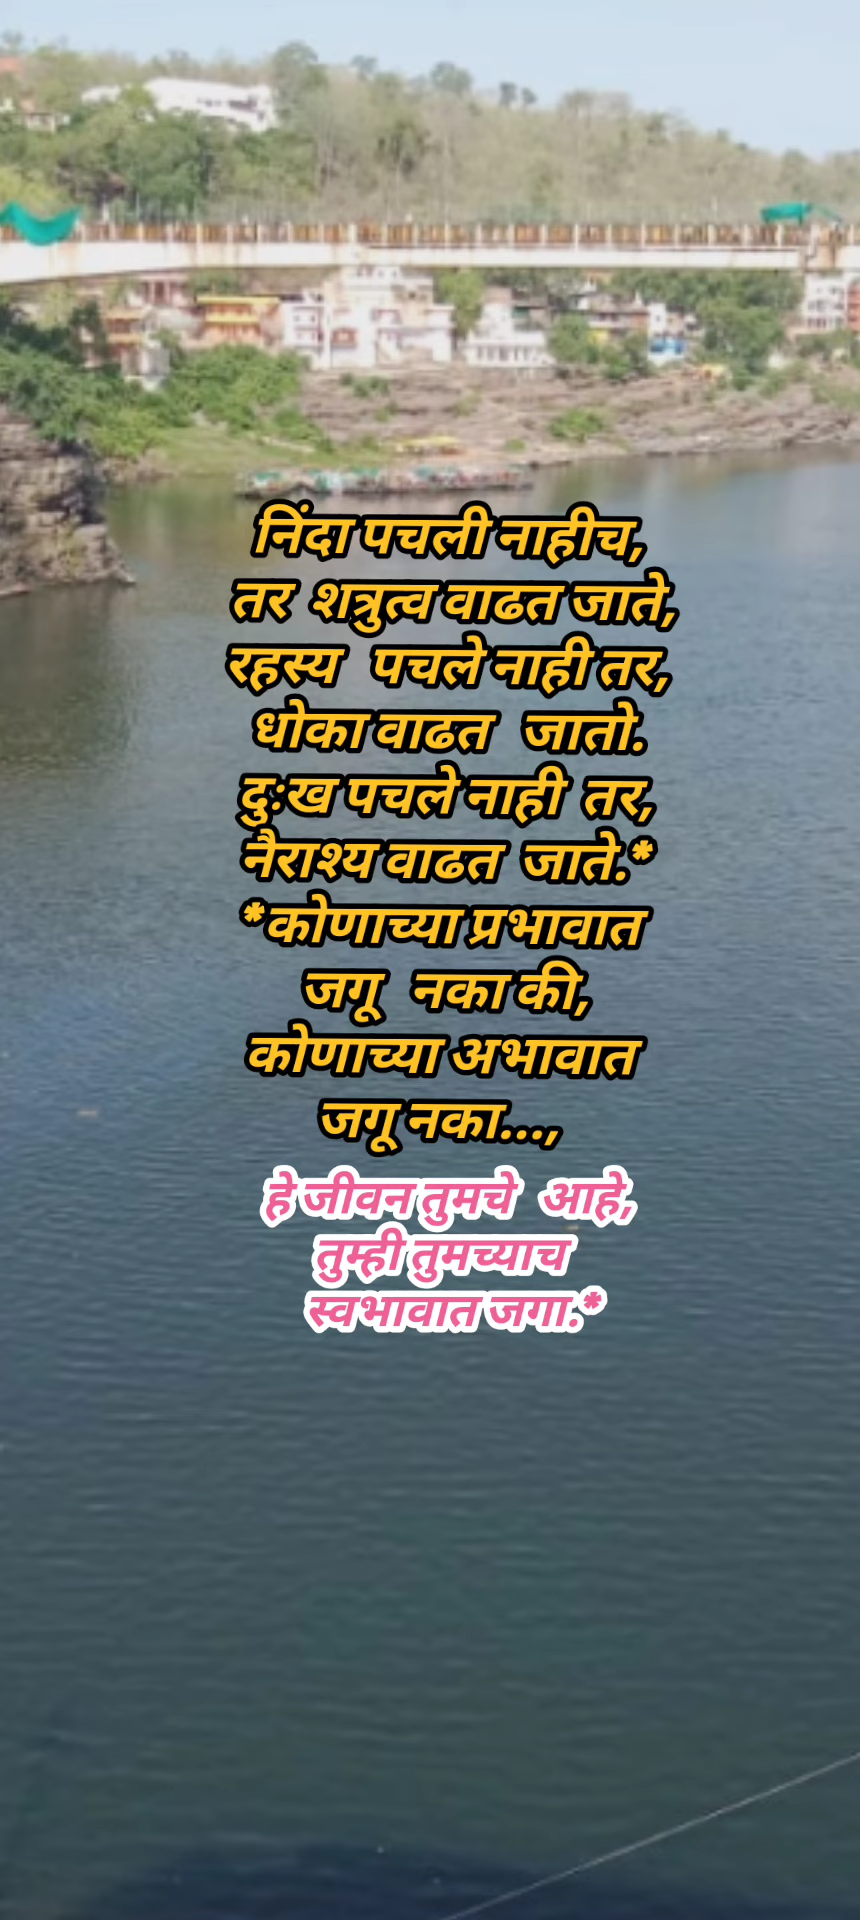 निंदा पचली नाहीच,
तर शत्रुत्व वाढत जाते,
रहस्य पचले नाही तर,
धोका वाढत जातो.
दुःख पचले नाही तर,
नैराश्य वाढत जाते.*
*कोणाच्या प्रभावात
जगू नका की,
कोणाच्या अभावात
जगू नका...,
हे जीवन तुमचे आहे,
तुम्ही तुमच्याच
स्वभावात जगा.*